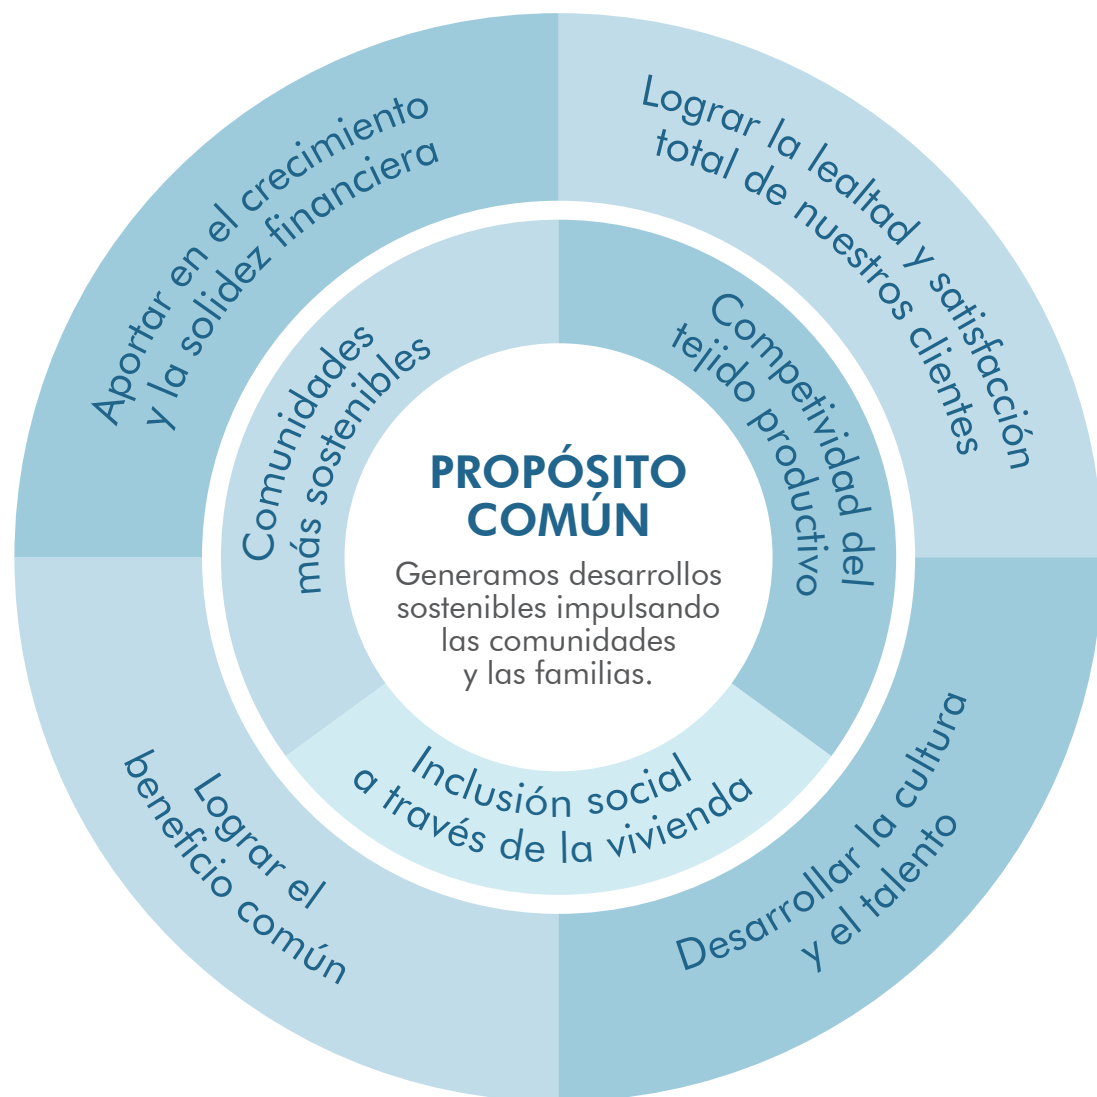 Aportar en el crecimiento
y la solidez financiera
Lograr la lealtad y satisfacción
total de nuestros clientes
Comunidades
más sostenibles
Competividad del
tejido productivo
PROPÓSITO
COMÚN
Generamos desarrollos
sostenibles impulsando
las comunidades
y las familias.
Inclusión social
a través de la vivienda
Lograr el
beneficio común
Desarrollar la cultura
y el talento